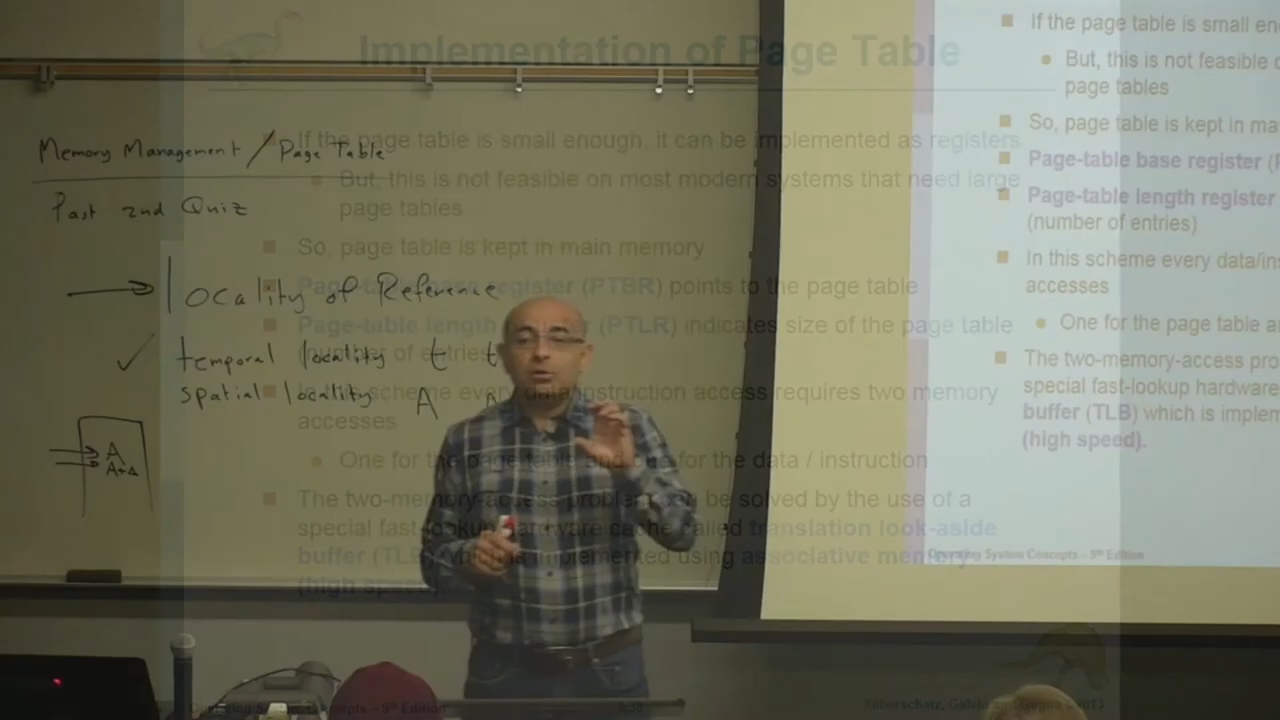 Implementation of Page Table
If the page table is small enough, it can be implemented as registers
But, this is not feasible on most modern systems that need large
page tables
So, page table is kept in main memory
Page-table base register (PTBR) points to the page table
Page-table length register (PTLR) indicates size of the page table
(number of entries)
In this scheme every data/instruction access requires two memory
accesses
One for the page table and one for the data / instruction
The two-memory-access problem can be solved by the use of a
special fast-lookup hardware cache called translation look-aside
buffer (TLB) which is implemented using associative memory
(high speed).
Operating System Concepts – 9th Edition
8.38
Silberschatz, Galvin and Gagne ©2013
Memory Management / Page Table
Past 2nd Quiz
Locality of Reference
temporal locality t t
spatial locality A
A
A+Δ
If the page table is small en
But, this is not feasible o
page tables
So, page table is kept in ma
Page-table base register (P
Page-table length register
(number of entries)
In this scheme every data/ins
accesses
One for the page table a
The two-memory-access pro
special fast-lookup hardware
buffer (TLB) which is implem
(high speed).
Operating System Concepts – 9th Edition